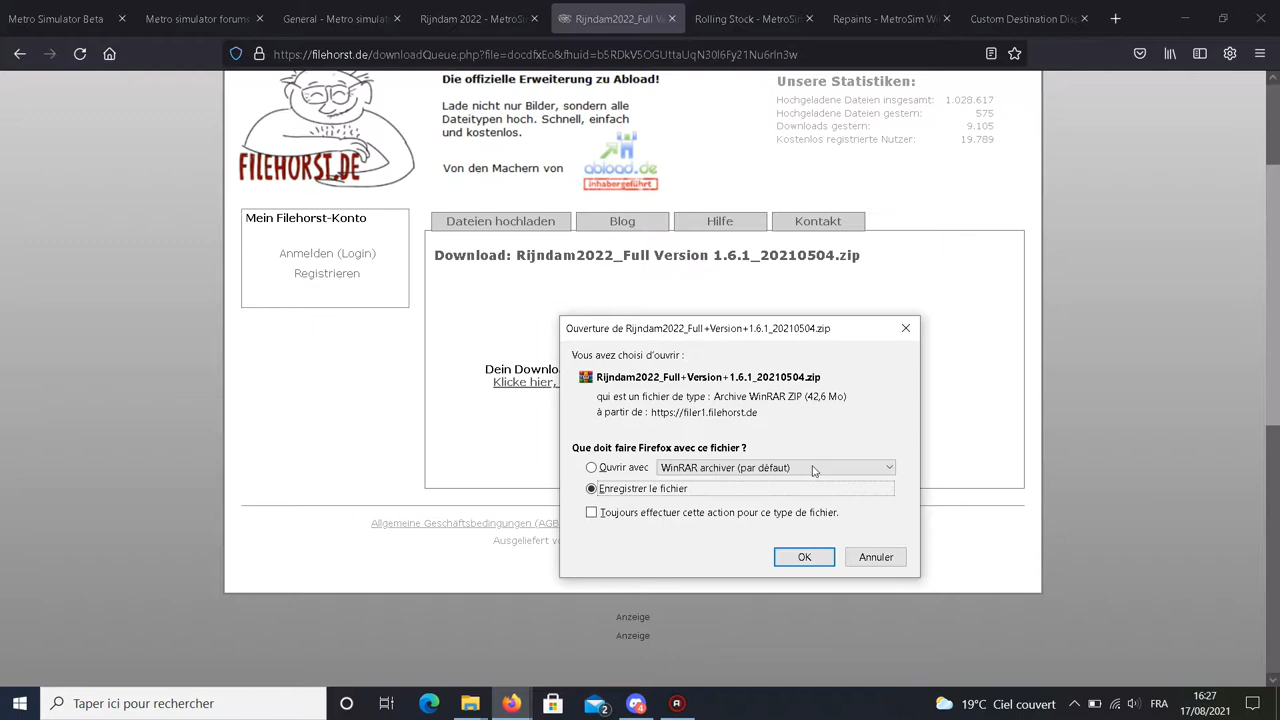 Metro Simulator Beta
Metro simulator forums
General - Metro simulat
Rijndam 2022 - MetroSi
Rijndam2022_Full V
Rolling Stock - MetroSim
Repaints - MetroSim Wi
Custom Destination Disp
https://filehorst.de/downloadQueue.php?file=docdfxEo&fhuid=b5RDkV5OGUttaUqN30l6Fy21Nu6rIn3w
FILEHORST.DE
Die offizielle Erweiterung zu Abload!
Lade nicht nur Bilder, sondern alle
Dateitypen hoch. Schnell, einfach
und kostenlos.
Von den Machern von
abload.de
Inhabergeführt
Unsere Statistiken:
Hochgeladene Dateien insgesamt: 1.028.617
Hochgeladene Dateien gestern: 575
Downloads gestern: 9.105
Kostenlos registrierte Nutzer: 19.789
Mein Filehorst-Konto
Anmelden (Login)
Registrieren
Dateien hochladen
Blog
Hilfe
Kontakt
Download: Rijndam2022_Full Version 1.6.1_20210504.zip
Dein Downlo
Klicke hier,
Ouverture de Rijndam2022_Full+Version+1.6.1_20210504.zip
Vous avez choisi d'ouvrir :
Rijndam2022_Full+Version+1.6.1_20210504.zip
qui est un fichier de type : Archive WinRAR ZIP (42,6 Mo)
à partir de : https://filer1.filehorst.de
Que doit faire Firefox avec ce fichier ?
Ouvrir avec WinRAR archiver (par défaut)
Enregistrer le fichier
Toujours effectuer cette action pour ce type de fichier.
OK
Annuler
Allgemeine Geschäftsbedingungen (AGB
Ausgeliefert vo
Anzeige
Anzeige
Taper ici pour rechercher
2
4
19°C Ciel couvert
FRA
16:27
17/08/2021